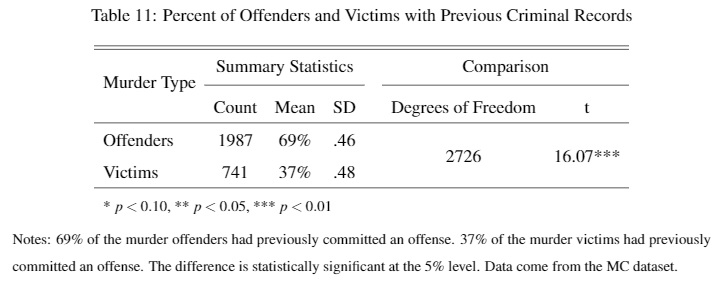 Table 11: Percent of Offenders and Victims with Previous Criminal Records
Murder Type Summary Statistics Comparison
Count Mean SD Degrees of Freedom t
Offenders 1987 69% .46 2726 16.07***
Victims 741 37% .48
* p < 0.10, ** p < 0.05, *** p < 0.01
Notes: 69% of the murder offenders had previously committed an offense. 37% of the murder victims had previously
committed an offense. The difference is statistically significant at the 5% level. Data come from the MC dataset.